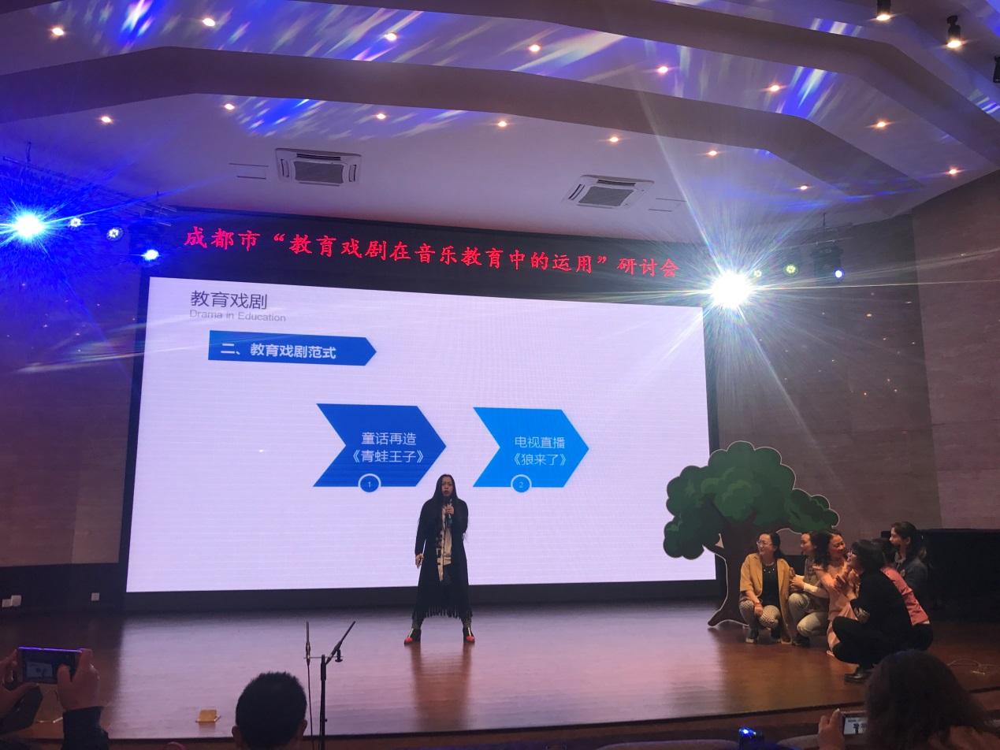 成都市“教育戏剧在音乐教育中的运用”研讨会
教育戏剧
Drama in Education
二、教育戏剧范式
童话再造
《青蛙王子》
1
电视直播
《狼来了》
2